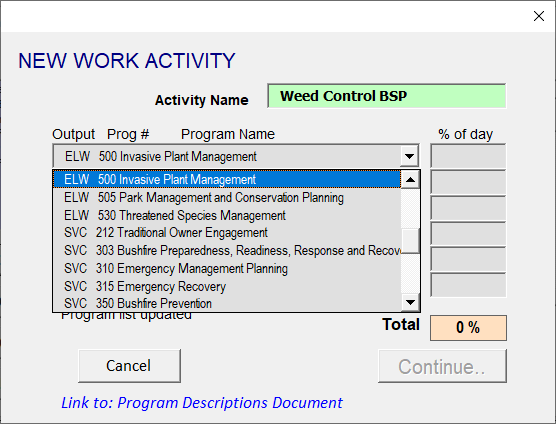 NEW WORK ACTIVITY
Activity Name Weed Control BSP
Output Prog # Program Name % of day
ELW 500 Invasive Plant Management
ELW 500 Invasive Plant Management
ELW 505 Park Management and Conservation Planning
ELW 530 Threatened Species Management
SVC 212 Traditional Owner Engagement
SVC 303 Bushfire Preparedness, Readiness, Response and Recov
SVC 310 Emergency Management Planning
SVC 315 Emergency Recovery
SVC 350 Bushfire Prevention
Program list updated
Total 0 %
Cancel Continue..
Link to: Program Descriptions Document